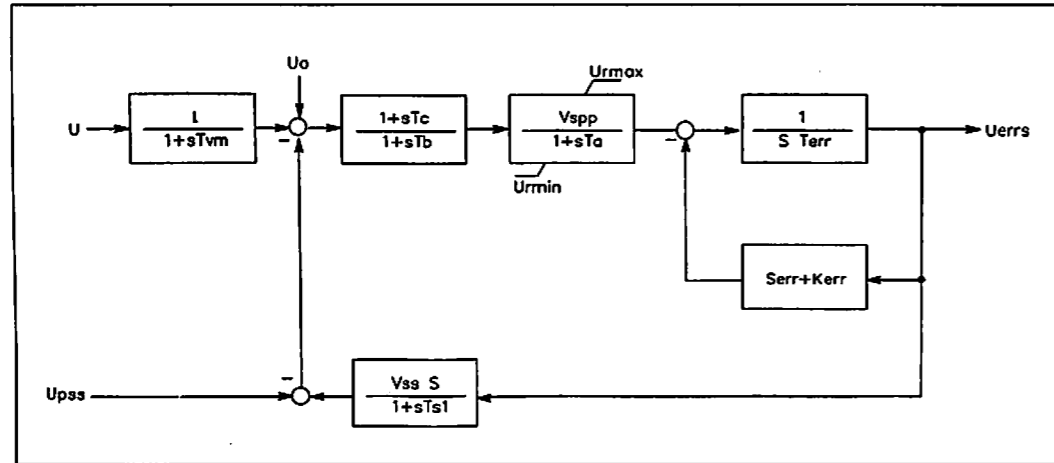 Urmax
Uo
U
1
1+sTvm
1+sTc
1+sTb
Vspp
1+sTa
1
S Terr
Uerrs
−
−
Urmin
Serr+Kerr
−
Upss
Vss S
1+sTs1